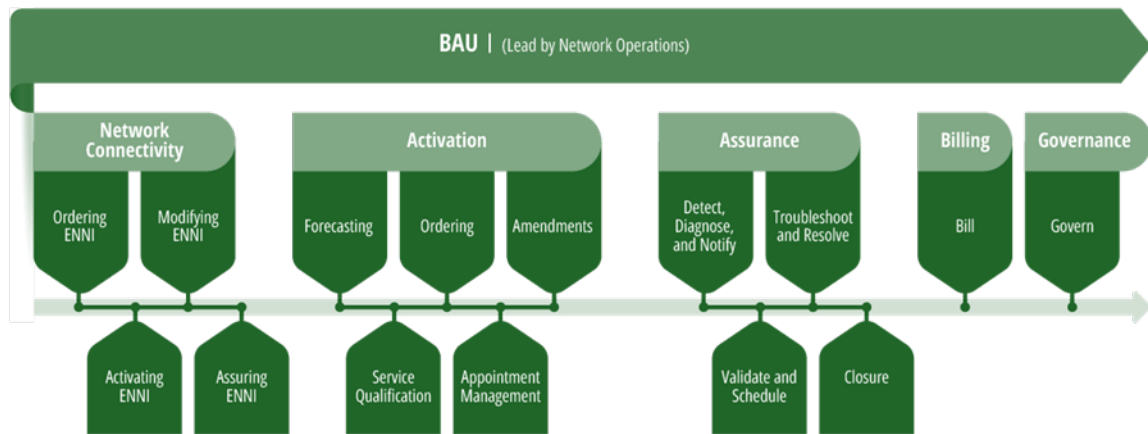 BAU | (Lead by Network Operations)
Network
Connectivity
Activation
Assurance
Billing
Governance
Ordering
ENNI
Modifying
ENNI
Forecasting
Ordering
Amendments
Detect,
Diagnose,
and Notify
Troubleshoot
and Resolve
Bill
Govern
Activating
ENNI
Assuring
ENNI
Service
Qualification
Appointment
Management
Validate and
Schedule
Closure